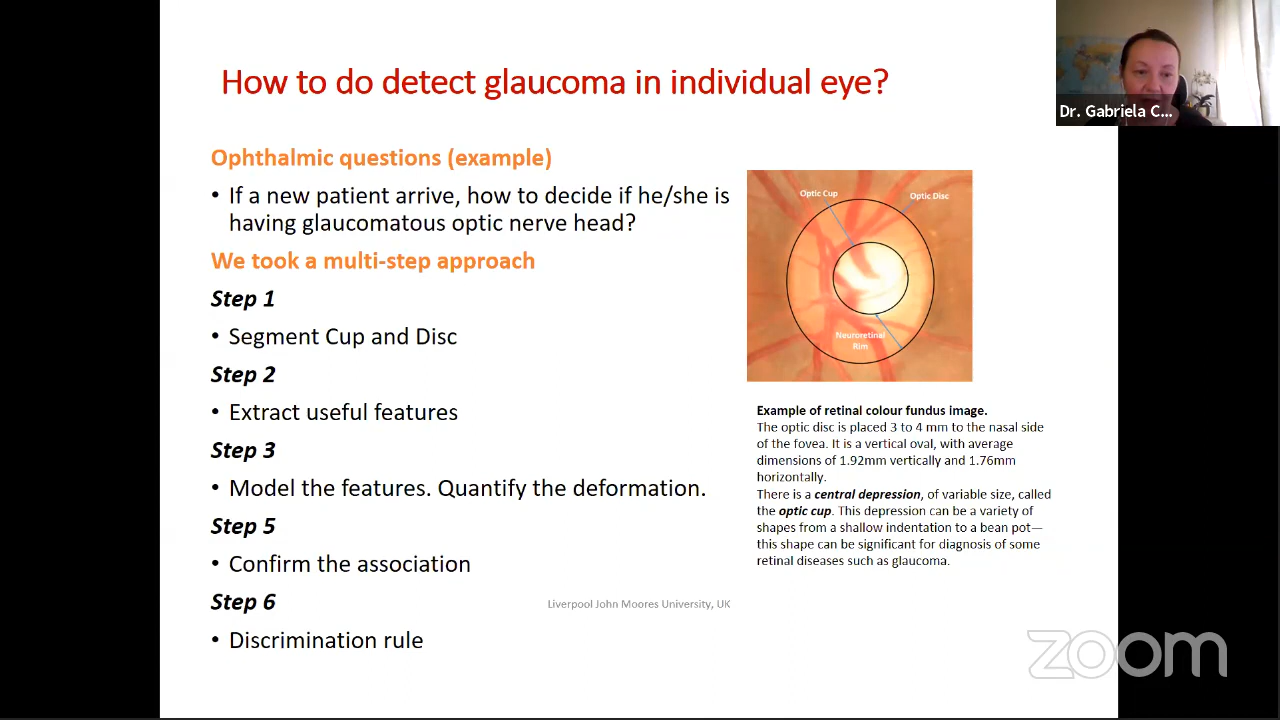 How to do detect glaucoma in individual eye?
Dr. Gabriela C...
Ophthalmic questions (example)
• If a new patient arrive, how to decide if he/she is
having glaucomatous optic nerve head?
We took a multi-step approach
Step 1
• Segment Cup and Disc
Step 2
• Extract useful features
Step 3
• Model the features. Quantify the deformation.
Step 5
• Confirm the association
Step 6
• Discrimination rule
Optic Cup
Optic Disc
Neuroretinal
Rim
Example of retinal colour fundus image.
The optic disc is placed 3 to 4 mm to the nasal side
of the fovea. It is a vertical oval, with average
dimensions of 1.92mm vertically and 1.76mm
horizontally.
There is a central depression, of variable size, called
the optic cup. This depression can be a variety of
shapes from a shallow indentation to a bean pot—
this shape can be significant for diagnosis of some
retinal diseases such as glaucoma.
Liverpool John Moores University, UK
zoom